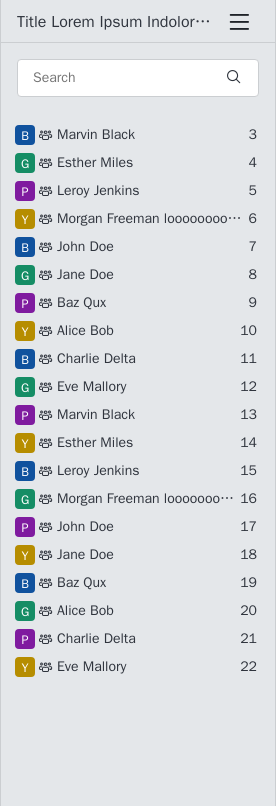 Title Lorem Ipsum Indolor…
Search
B Marvin Black 3
G Esther Miles 4
P Leroy Jenkins 5
Y Morgan Freeman loooooooo… 6
B John Doe 7
G Jane Doe 8
P Baz Qux 9
Y Alice Bob 10
B Charlie Delta 11
G Eve Mallory 12
P Marvin Black 13
Y Esther Miles 14
B Leroy Jenkins 15
G Morgan Freeman looooooo… 16
P John Doe 17
Y Jane Doe 18
B Baz Qux 19
G Alice Bob 20
P Charlie Delta 21
Y Eve Mallory 22